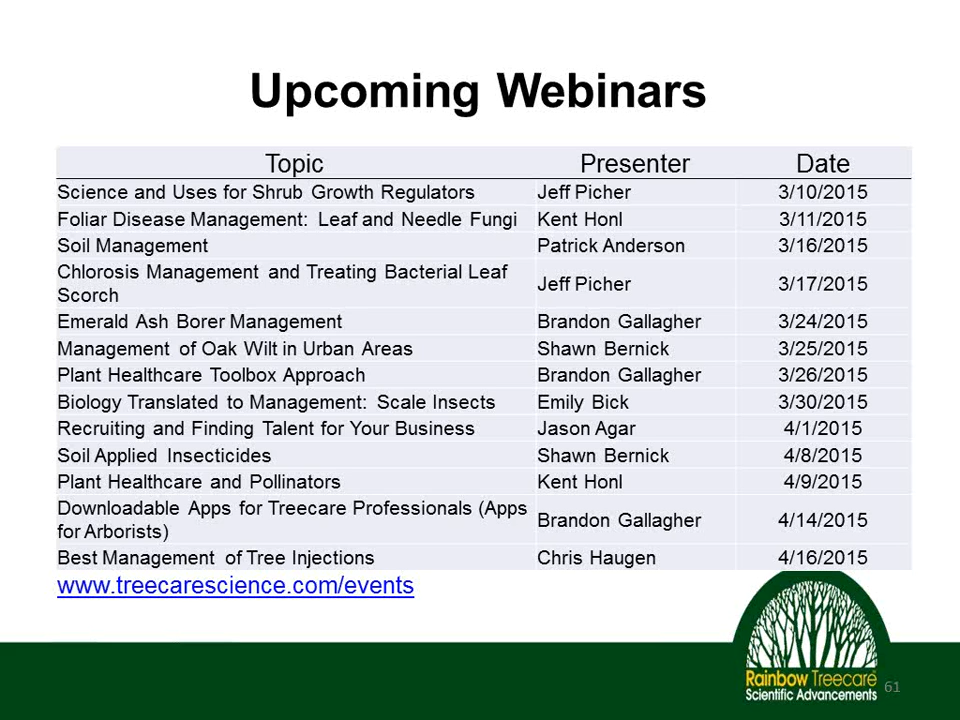 Upcoming Webinars
Topic Presenter Date
Science and Uses for Shrub Growth Regulators Jeff Picher 3/10/2015
Foliar Disease Management: Leaf and Needle Fungi Kent Honl 3/11/2015
Soil Management Patrick Anderson 3/16/2015
Chlorosis Management and Treating Bacterial Leaf
Scorch Jeff Picher 3/17/2015
Emerald Ash Borer Management Brandon Gallagher 3/24/2015
Management of Oak Wilt in Urban Areas Shawn Bernick 3/25/2015
Plant Healthcare Toolbox Approach Brandon Gallagher 3/26/2015
Biology Translated to Management: Scale Insects Emily Bick 3/30/2015
Recruiting and Finding Talent for Your Business Jason Agar 4/1/2015
Soil Applied Insecticides Shawn Bernick 4/8/2015
Plant Healthcare and Pollinators Kent Honl 4/9/2015
Downloadable Apps for Treecare Professionals (Apps
for Arborists) Brandon Gallagher 4/14/2015
Best Management of Tree Injections Chris Haugen 4/16/2015
www.treecarescience.com/events
Rainbow Treecare
Scientific Advancements
61